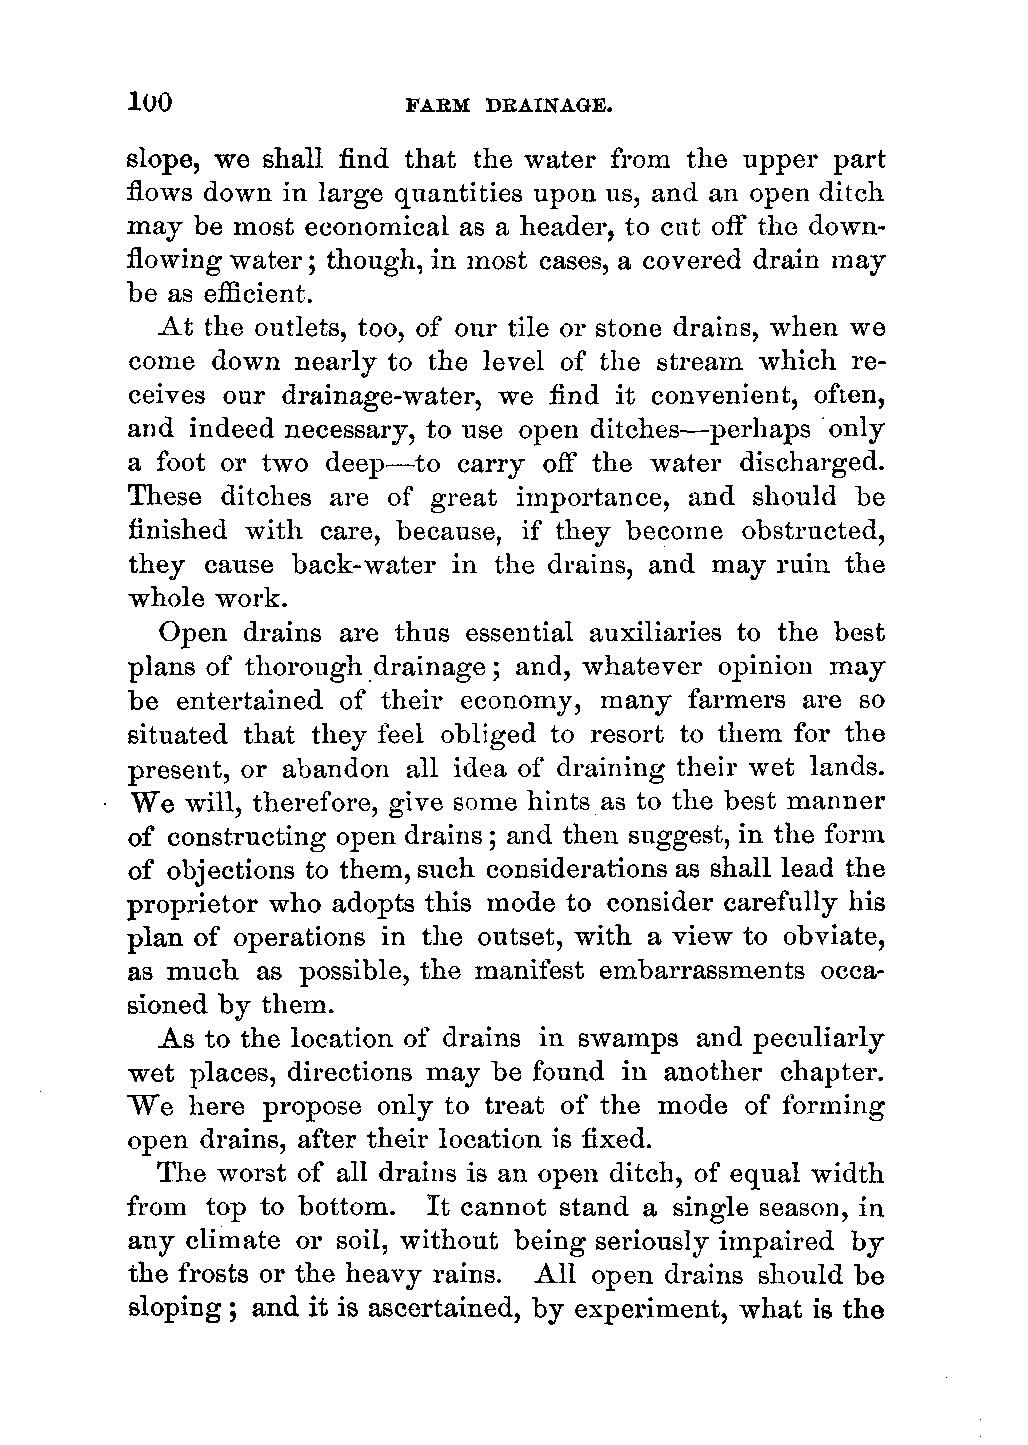 100 FARM DRAINAGE.
slope, we shall find that the water from the upper part
flows down in large quantities upon us, and an open ditch
may be most economical as a header, to cut off the down-
flowing water; though, in most cases, a covered drain may
be as efficient.
At the outlets, too, of our tile or stone drains, when we
come down nearly to the level of the stream which re-
ceives our drainage-water, we find it convenient, often,
and indeed necessary, to use open ditches—perhaps only
a foot or two deep—to carry off the water discharged.
These ditches are of great importance, and should be
finished with care, because, if they become obstructed,
they cause back-water in the drains, and may ruin the
whole work.
Open drains are thus essential auxiliaries to the best
plans of thorough drainage; and, whatever opinion may
be entertained of their economy, many farmers are so
situated that they feel obliged to resort to them for the
present, or abandon all idea of draining their wet lands.
We will, therefore, give some hints as to the best manner
of constructing open drains; and then suggest, in the form
of objections to them, such considerations as shall lead the
proprietor who adopts this mode to consider carefully his
plan of operations in the outset, with a view to obviate,
as much as possible, the manifest embarrassments occa-
sioned by them.
As to the location of drains in swamps and peculiarly
wet places, directions may be found in another chapter.
We here propose only to treat of the mode of forming
open drains, after their location is fixed.
The worst of all drains is an open ditch, of equal width
from top to bottom. It cannot stand a single season, in
any climate or soil, without being seriously impaired by
the frosts or the heavy rains. All open drains should be
sloping; and it is ascertained, by experiment, what is the